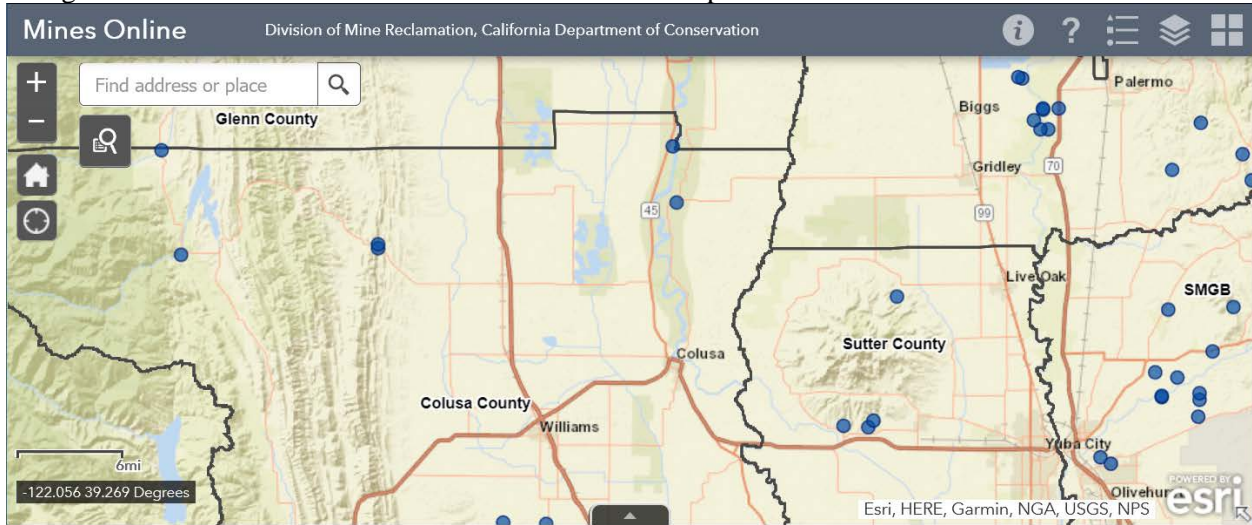 Mines Online
Division of Mine Reclamation, California Department of Conservation
i ?
+
Find address or place
−
Glenn County
Palermo
Biggs
Gridley
70
45
99
Live Oak
SMGB
Sutter County
Colusa
Colusa County
Williams
Yuba City
6mi
-122.056 39.269 Degrees
Olivehur
POWERED BY
esri
Esri, HERE, Garmin, NGA, USGS, NPS